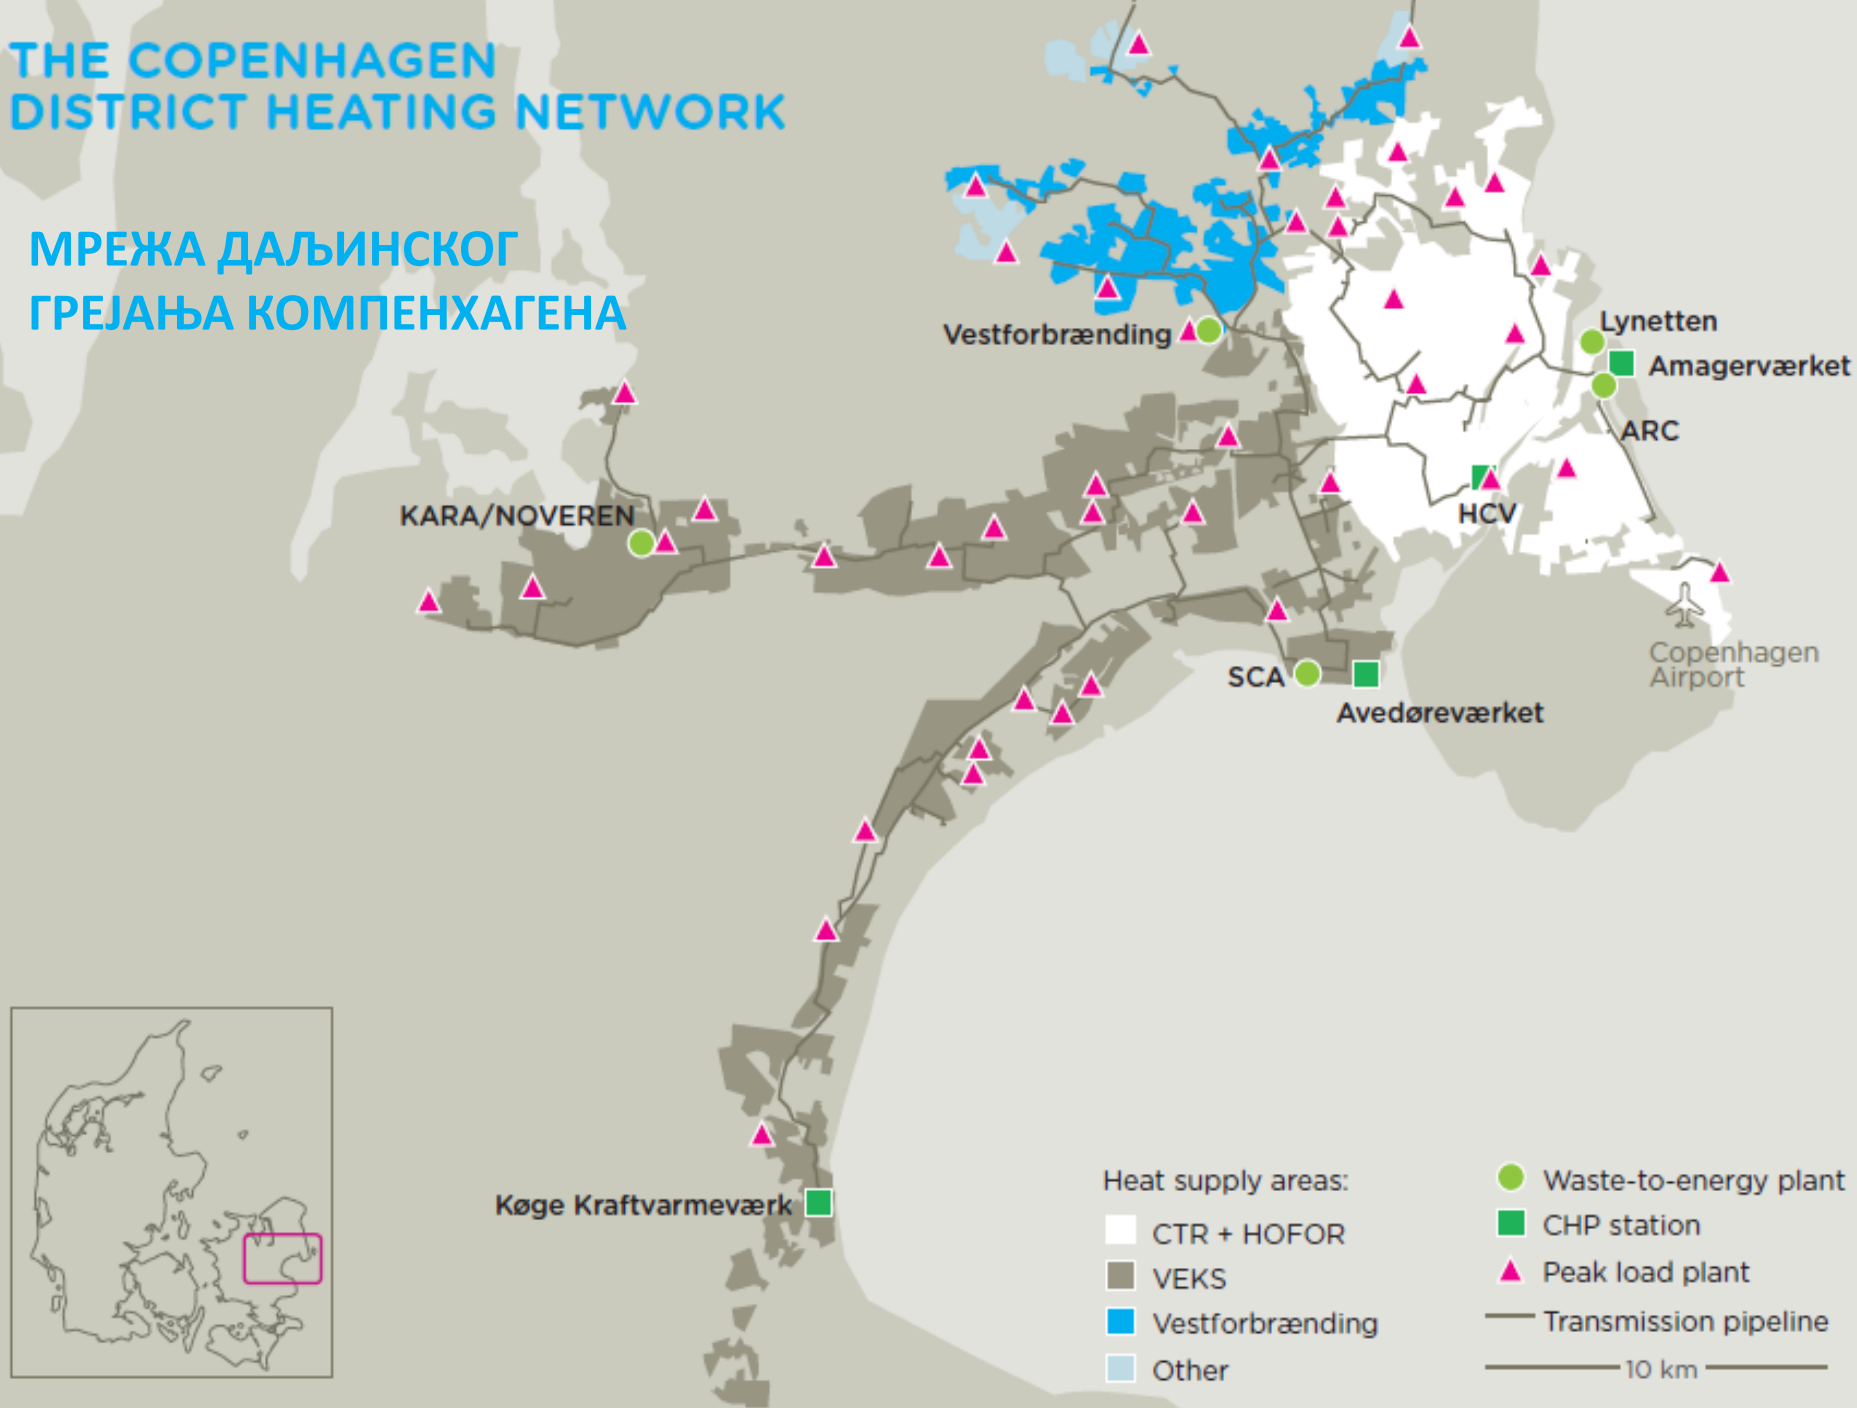 THE COPENHAGEN
DISTRICT HEATING NETWORK
МРЕЖА ДАЉИНСКОГ
ГРЕЈАЊА КОМПЕНХАГЕНА
Vestforbrænding
Lynetten
Amagerværket
ARC
HCV
KARA/NOVEREN
Copenhagen
Airport
SCA
Avedøreværket
Køge Kraftvarmeværk
Heat supply areas:
CTR + HOFOR
VEKS
Vestforbrænding
Other
Waste-to-energy plant
CHP station
Peak load plant
Transmission pipeline
10 km